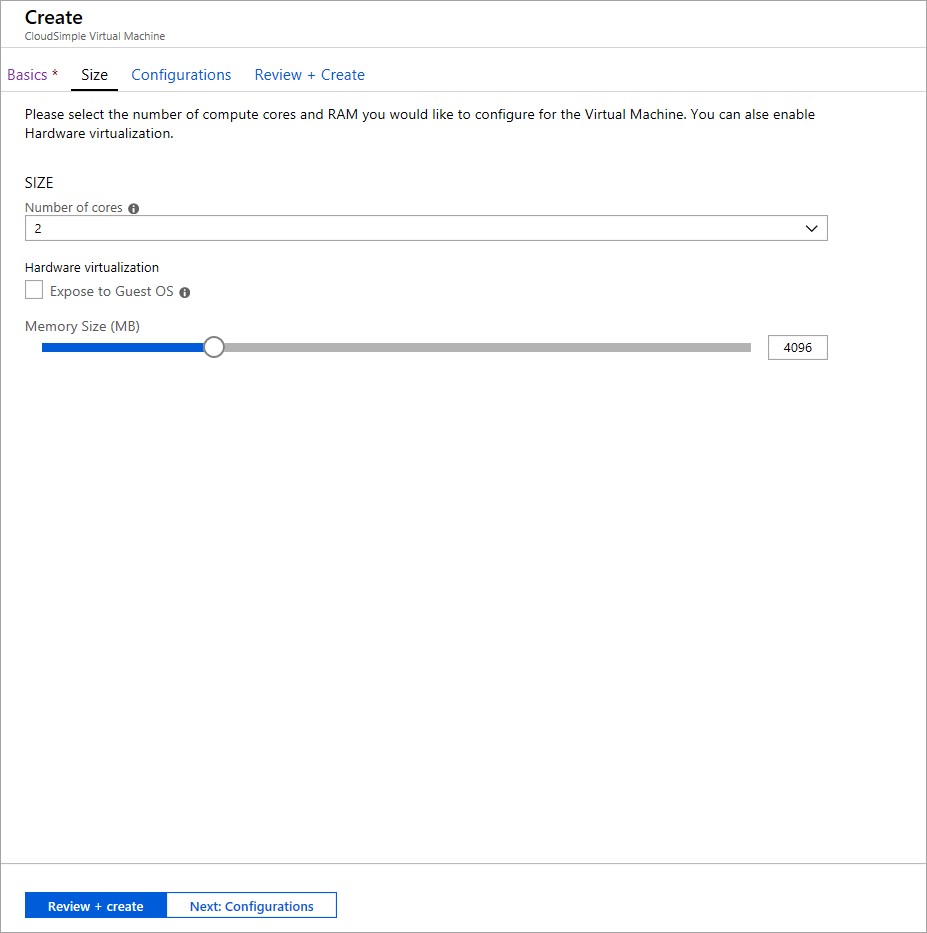 Create
CloudSimple Virtual Machine
Basics * Size Configurations Review + Create
Please select the number of compute cores and RAM you would like to configure for the Virtual Machine. You can alse enable
Hardware virtualization.
SIZE
Number of cores
2
Hardware virtualization
Expose to Guest OS
Memory Size (MB)
4096
Review + create Next: Configurations